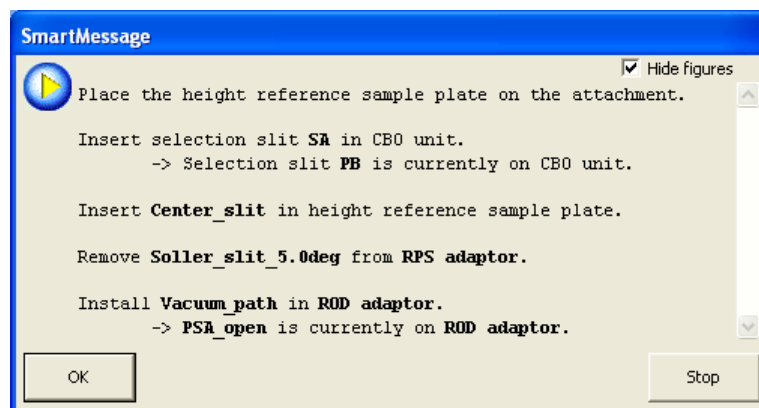 SmartMessage
Hide figures
Place the height reference sample plate on the attachment.
Insert selection slit SA in CBO unit.
-> Selection slit PB is currently on CBO unit.
Insert Center_slit in height reference sample plate.
Remove Soller_slit_5.0deg from RPS adaptor.
Install Vacuum_path in ROD adaptor.
-> PSA_open is currently on ROD adaptor.
OK
Stop